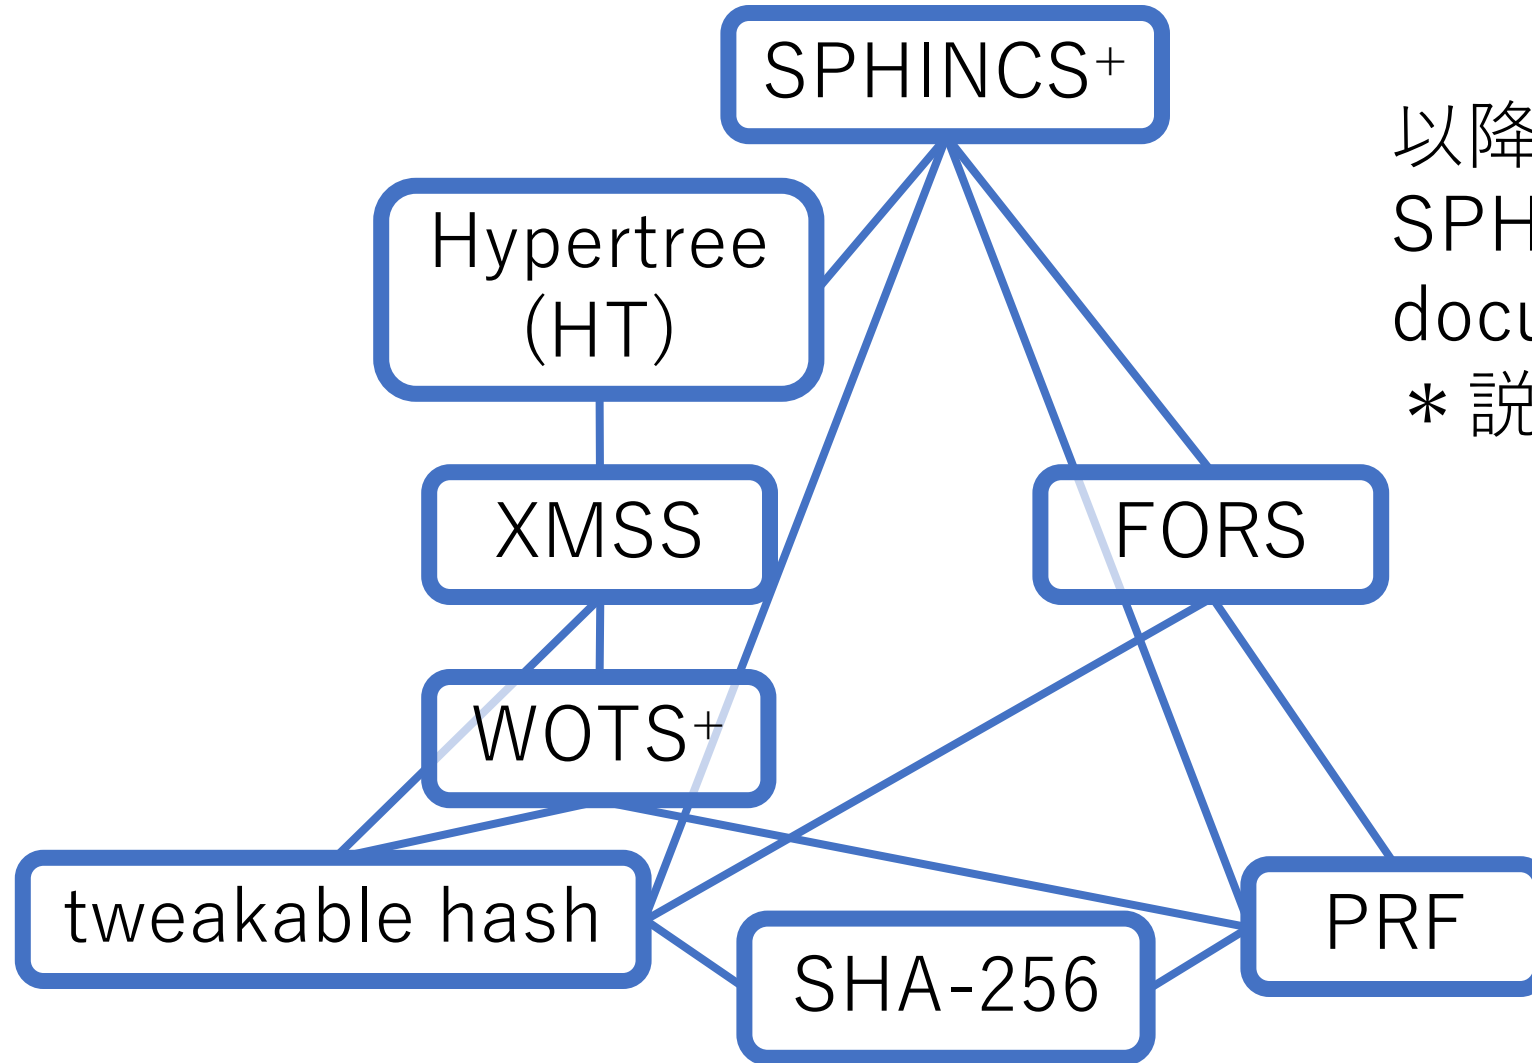 SPHINCS⁺
以降
SPH
docu
＊説
Hypertree
(HT)
XMSS
FORS
WOTS⁺
tweakable hash
PRF
SHA-256